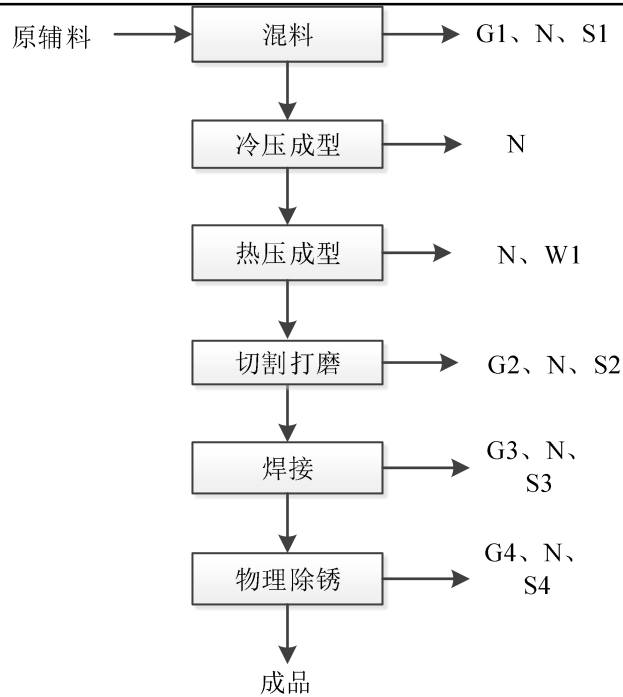 原辅料
混料
G1、N、S1
冷压成型
N
热压成型
N、W1
切割打磨
G2、N、S2
焊接
G3、N、
S3
物理除锈
G4、N、
S4
成品